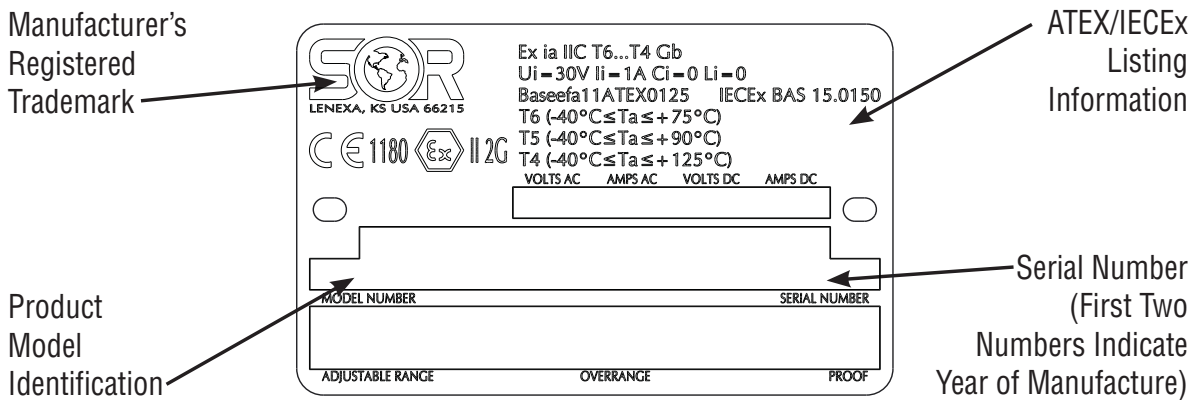 Manufacturer's
Registered
Trademark
SOR
LENEXA, KS USA 66215
CE 1180 Ex II 2G
Ex ia IIC T6...T4 Gb
Ui=30V Ii=1A Ci=0 Li=0
Baseefa11ATEX0125 IECEx BAS 15.0150
T6 (-40°C≤Ta≤+75°C)
T5 (-40°C≤Ta≤+90°C)
T4 (-40°C≤Ta≤+125°C)
VOLTS AC AMPS AC VOLTS DC AMPS DC
MODEL NUMBER SERIAL NUMBER
ADJUSTABLE RANGE OVERRANGE PROOF
ATEX/IECEx
Listing
Information
Product
Model
Identification
Serial Number
(First Two
Numbers Indicate
Year of Manufacture)